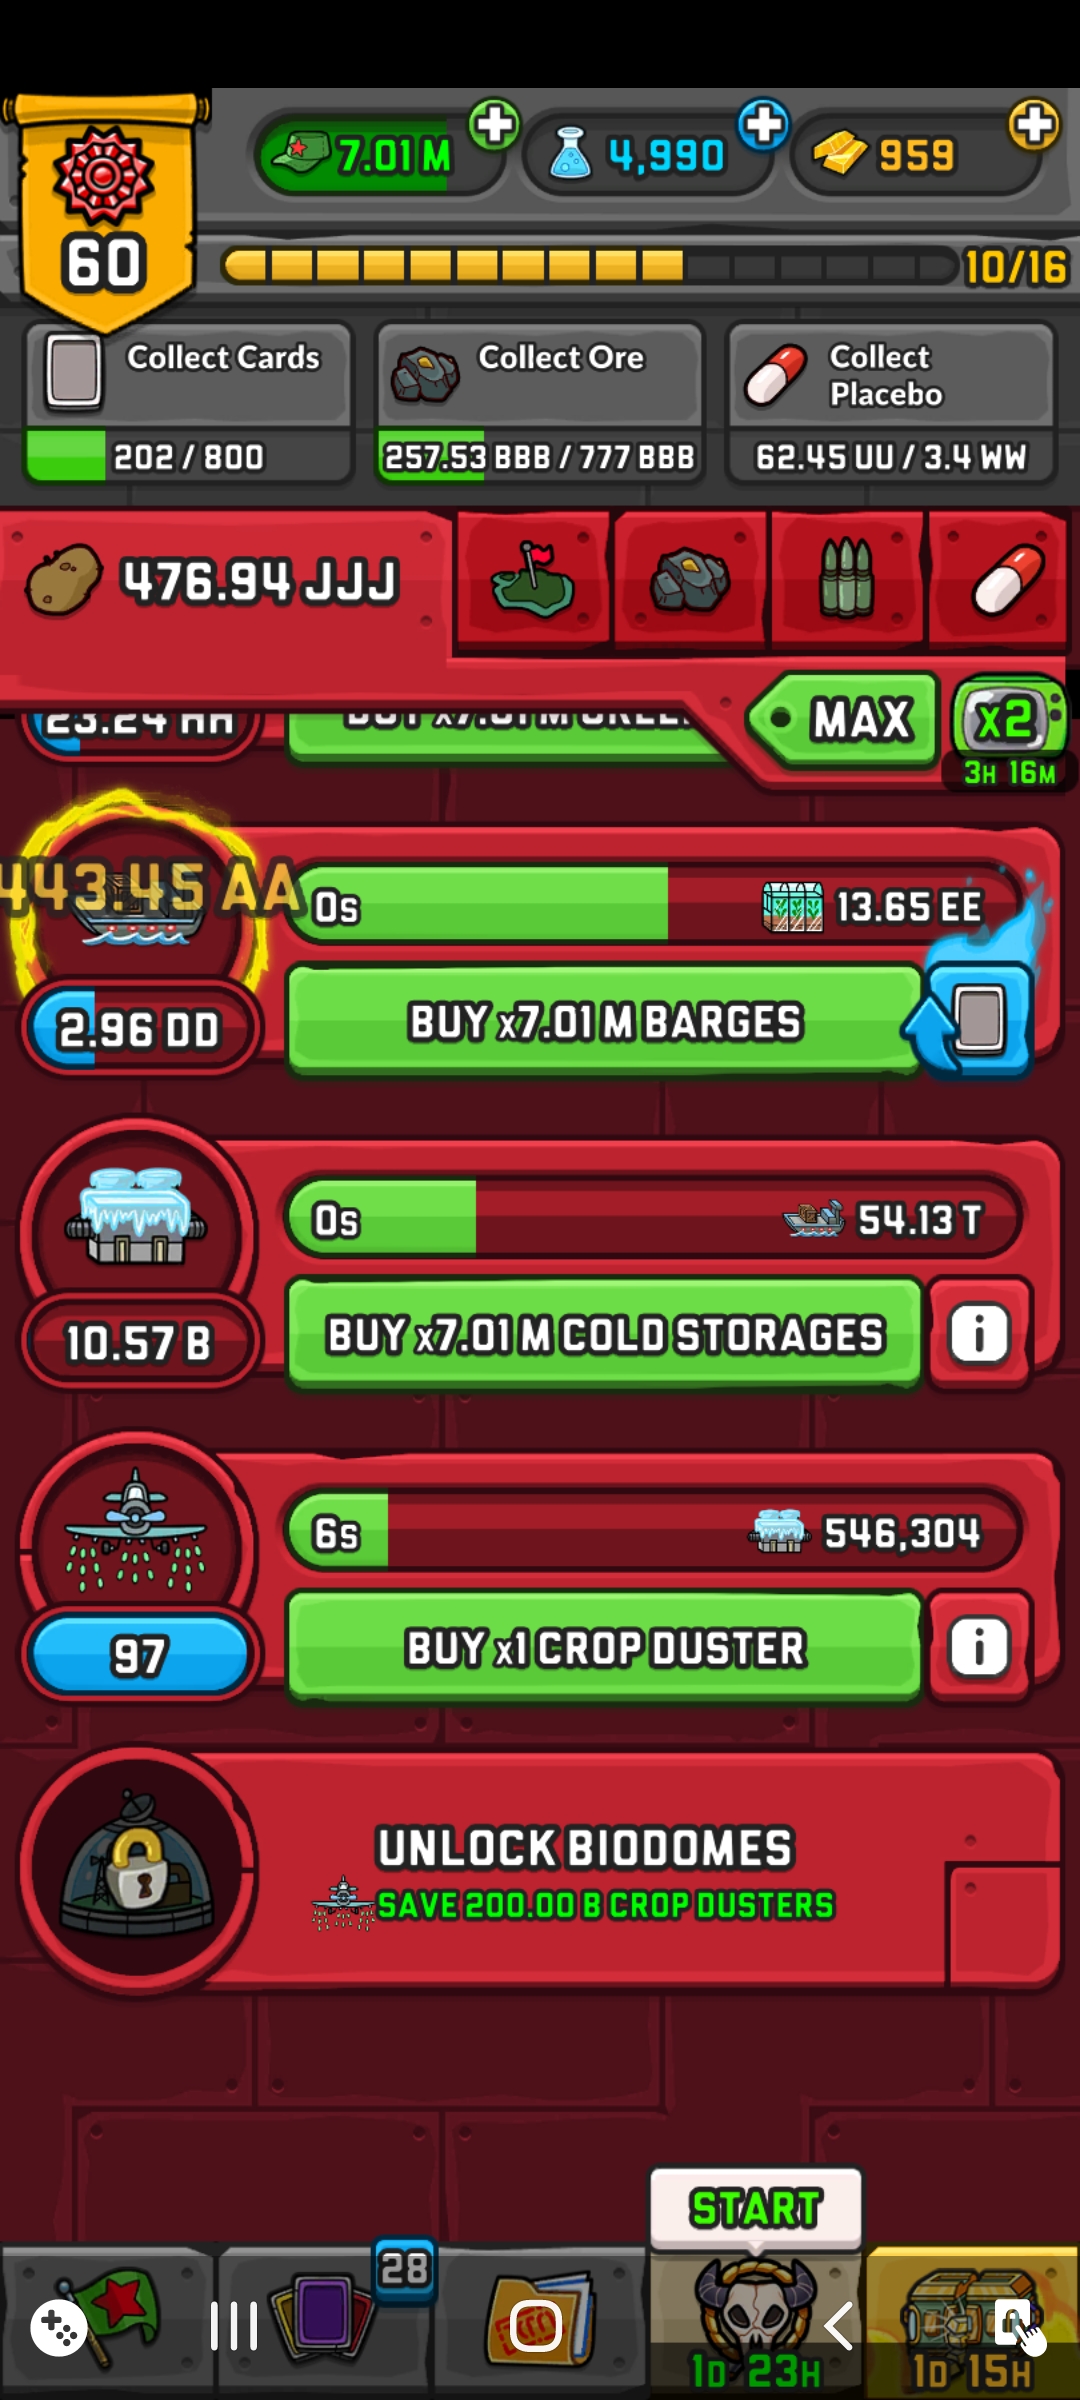 60
7.01 M
4,990
959
10/16
Collect Cards
202 / 800
Collect Ore
257.53 BBB / 777 BBB
Collect
Placebo
62.45 UU / 3.4 WW
476.94 JJJ
MAX
x2
3H 16M
443.45 AA
0s
13.65 EE
2.96 DD
BUY x7.01 M BARGES
0s
54.13 T
10.57 B
BUY x7.01 M COLD STORAGES
i
6s
546,304
97
BUY x1 CROP DUSTER
i
UNLOCK BIODOMES
SAVE 200.00 B CROP DUSTERS
START
28
1D 23H
1D 15H